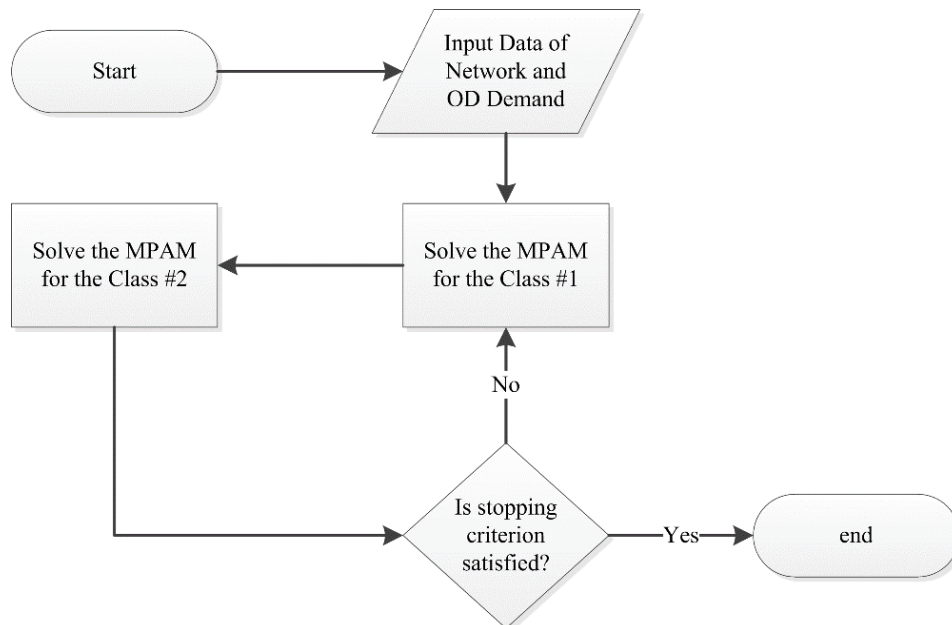 Start
Input Data of
Network and
OD Demand
Solve the MPAM
for the Class #2
Solve the MPAM
for the Class #1
No
Is stopping
criterion
satisfied?
Yes
end